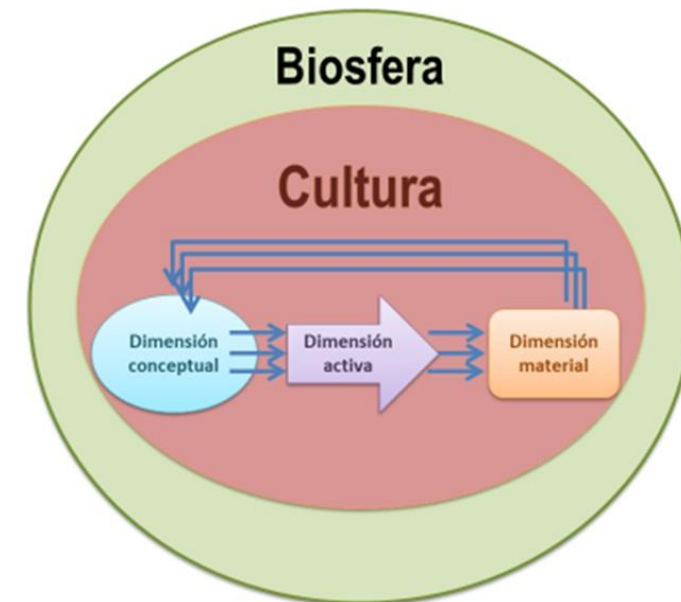 Biosfera
Cultura
Dimensión
conceptual
Dimensión
activa
Dimensión
material